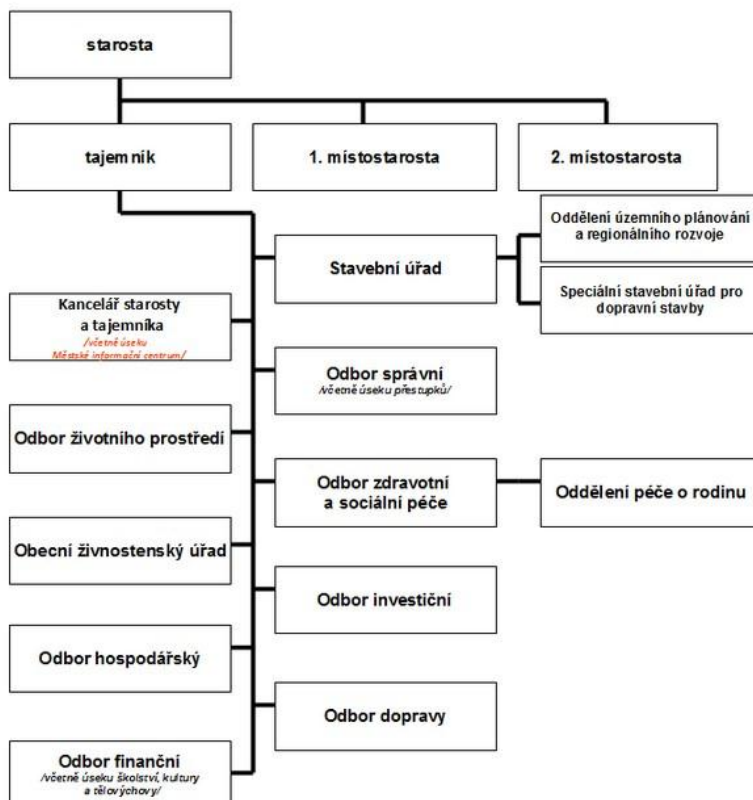 starosta
tajemník
1. místostarosta
2. místostarosta
Oddělení územního plánování
a regionálního rozvoje
Stavební úřad
Speciální stavební úřad pro
dopravní stavby
Kancelář starosty
a tajemníka
/včetně úseku
Městské informační centrum/
Odbor správní
/včetně úseku přestupků/
Odbor životního prostředí
Odbor zdravotní
a sociální péče
Oddělení péče o rodinu
Obecní živnostenský úřad
Odbor investiční
Odbor hospodářský
Odbor dopravy
Odbor finanční
/včetně úseku školství, kultury
a tělovýchovy/